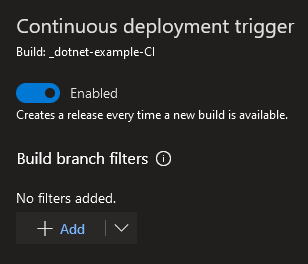 Continuous deployment trigger
Build: _dotnet-example-CI
Enabled
Creates a release every time a new build is available.
Build branch filters
No filters added.
Add